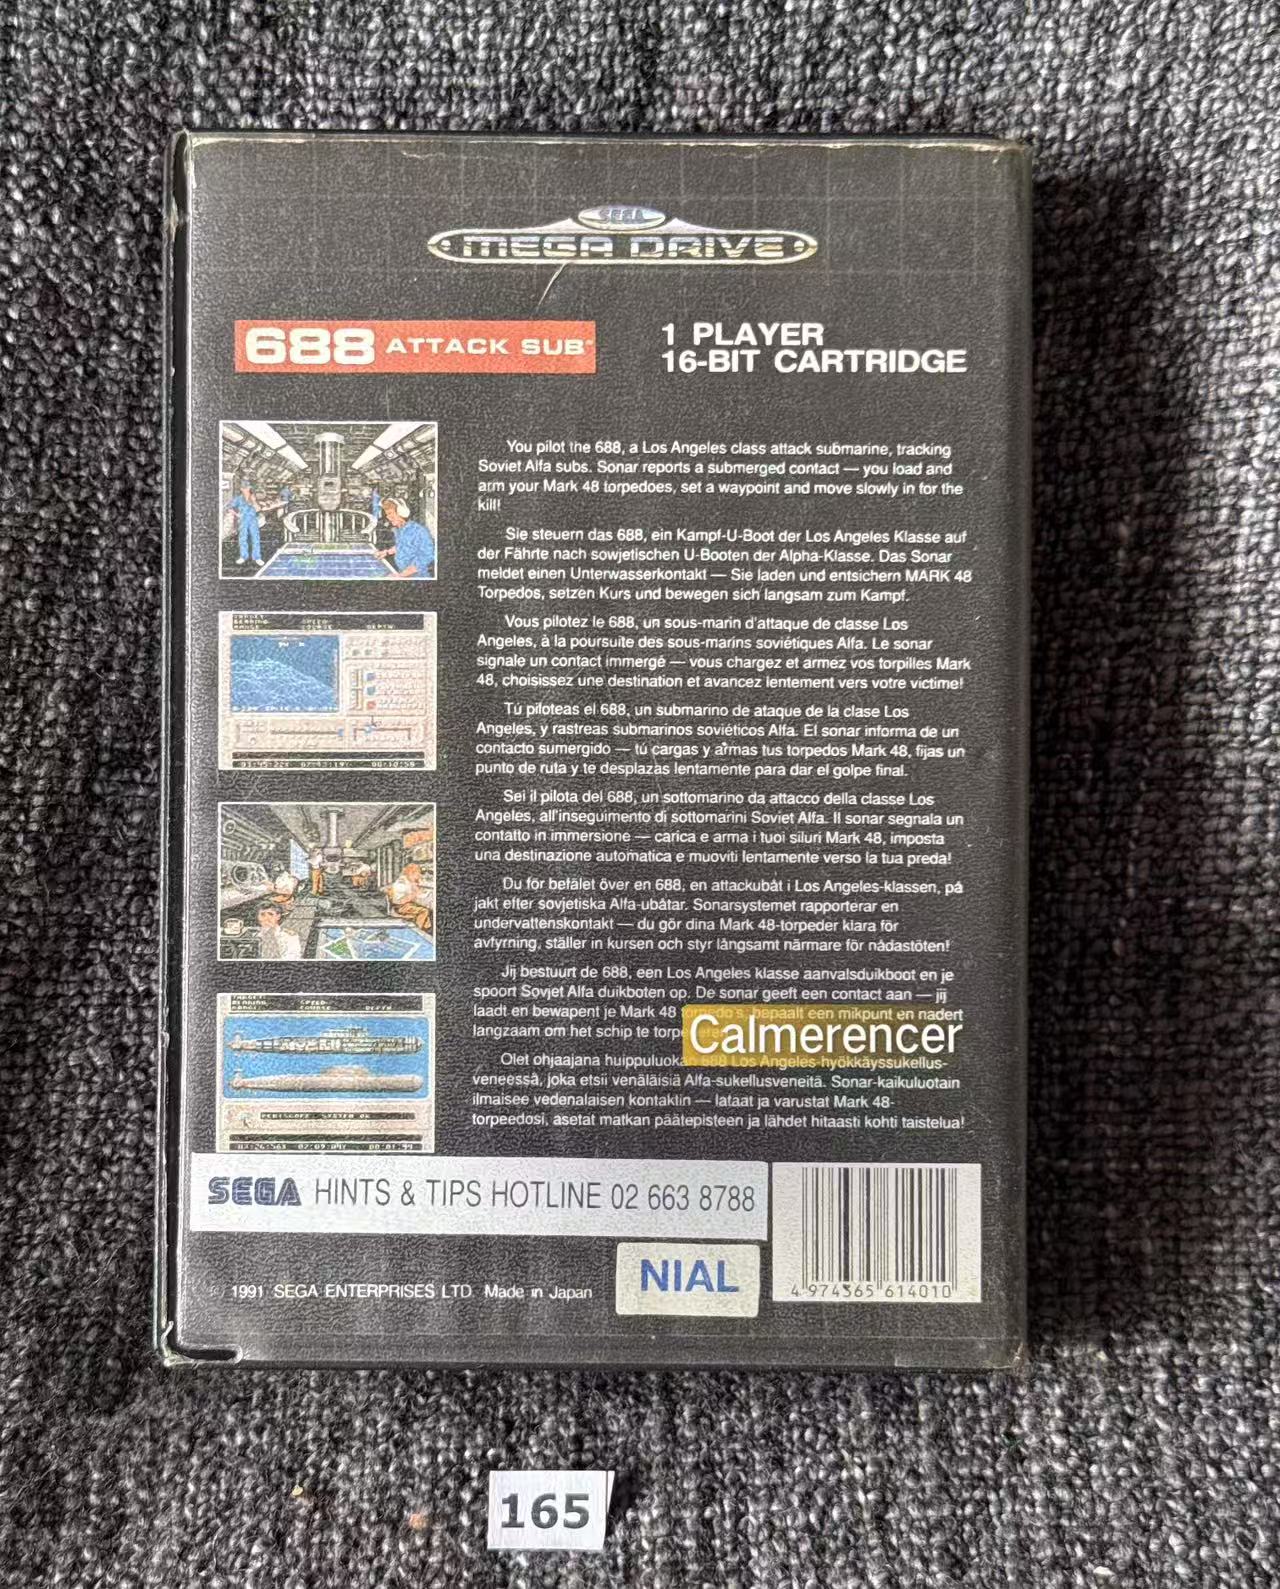 SEGA
MEGA DRIVE
688 ATTACK SUB
1 PLAYER
16-BIT CARTRIDGE
You pilot the 688, a Los Angeles class attack submarine, tracking
Soviet Alfa subs. Sonar reports a submerged contact — you load and
arm your Mark 48 torpedoes, set a waypoint and move slowly in for the
kill!
Sie steuern das 688, ein Kampf-U-Boot der Los Angeles Klasse auf
der Fährte nach sowjetischen U-Booten der Alpha-Klasse. Das Sonar
meldet einen Unterwasserkontakt — Sie laden und entsichern MARK 48
Torpedos, setzen Kurs und bewegen sich langsam zum Kampf.
Vous pilotez le 688, un sous-marin d'attaque de classe Los
Angeles, à la poursuite des sous-marins soviétiques Alfa. Le sonar
signale un contact immergé — vous chargez et armez vos torpilles Mark
48, choisissez une destination et avancez lentement vers votre victime!
Tú piloteas el 688, un submarino de ataque de la clase Los
Angeles, y rastreas submarinos soviéticos Alfa. El sonar informa de un
contacto sumergido — tú cargas y armas tus torpedos Mark 48, fijas un
punto de ruta y te desplazas lentamente para dar el golpe final.
Sei il pilota del 688, un sottomarino da attacco della classe Los
Angeles, all'inseguimento di sottomarini Soviet Alfa. Il sonar segnala un
contatto in immersione — carica e arma i tuoi siluri Mark 48, imposta
una destinazione automatica e muoviti lentamente verso la tua preda!
Du för befälet över en 688, en attackubåt i Los Angeles-klassen, på
jakt efter sovjetiska Alfa-ubåtar. Sonarsystemet rapporterar en
undervattenskontakt — du gör dina Mark 48-torpeder klara för
avfyrning, ställer in kursen och styr långsamt närmare för nådastöten!
Jij bestuurt de 688, een Los Angeles klasse aanvalsduikboot en je
spoort Sovjet Alfa duikboten op. De sonar geeft een contact aan — jij
laadt en bewapent je Mark 48 torpedo's, bepaalt een mikpunt en nadert
langzaam om het schip te
Calmerencer
Olet ohjaajana huippuluokan 688 Los Angeles-hyökkäyssukellus-
veneessä, joka etsii venäläisiä Alfa-sukellusveneitä. Sonar-kaikuluotain
ilmaisee vedenalaisen kontaktin — lataat ja varustat Mark 48-
torpeedosi, asetat matkan päätepisteen ja lähdet hitaasti kohti taistelua!
SEGA HINTS & TIPS HOTLINE 02 663 8788
NIAL
© 1991 SEGA ENTERPRISES LTD. Made in Japan
4 974365 614010
165